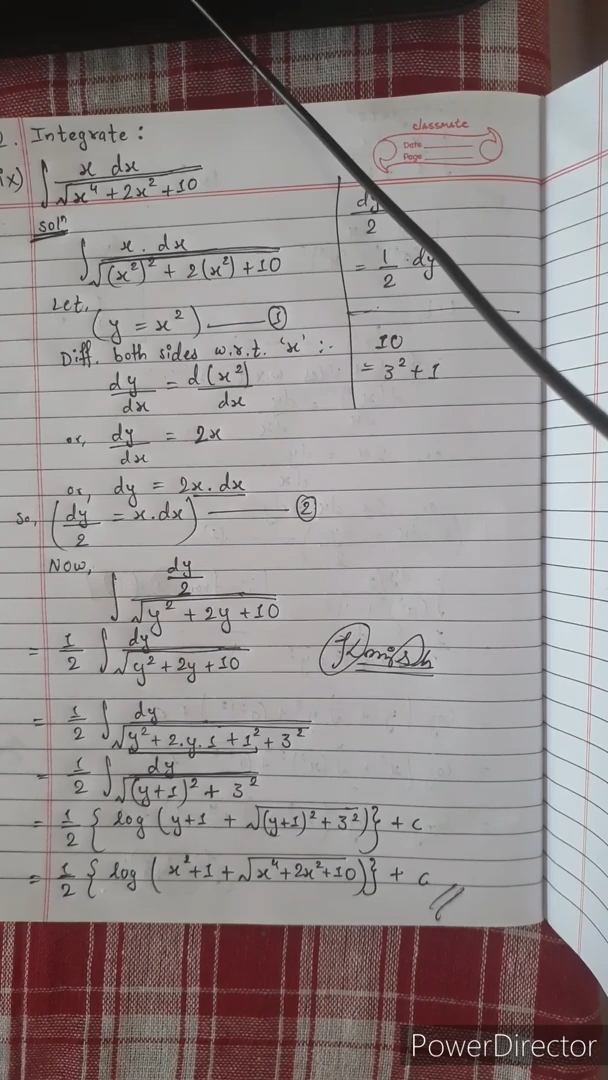 2. Integrate :
classmate
Date
Page
ix) ∫ x dx / √x⁴ + 2x² + 10
solⁿ
∫ x. dx / √(x²)² + 2(x²) + 10
Let,
(y = x²) —— ①
Diff. both sides w.r.t. 'x' :-
dy/dx = d(x²)/dx
or, dy/dx = 2x
or, dy = 2x. dx
So, (dy/2 = x. dx) —— ②
dy/2
= 1/2 . dy
10
= 3² + 1
Now,
∫ dy/2 / √y² + 2y + 10
= 1/2 ∫ dy / √y² + 2y + 10
= 1/2 ∫ dy / √y² + 2.y.1 + 1² + 3²
= 1/2 ∫ dy / √(y+1)² + 3²
= 1/2 { log (y+1 + √(y+1)² + 3²)} + c
= 1/2 { log (x²+1 + √x⁴+2x²+10)} + c
PowerDirector